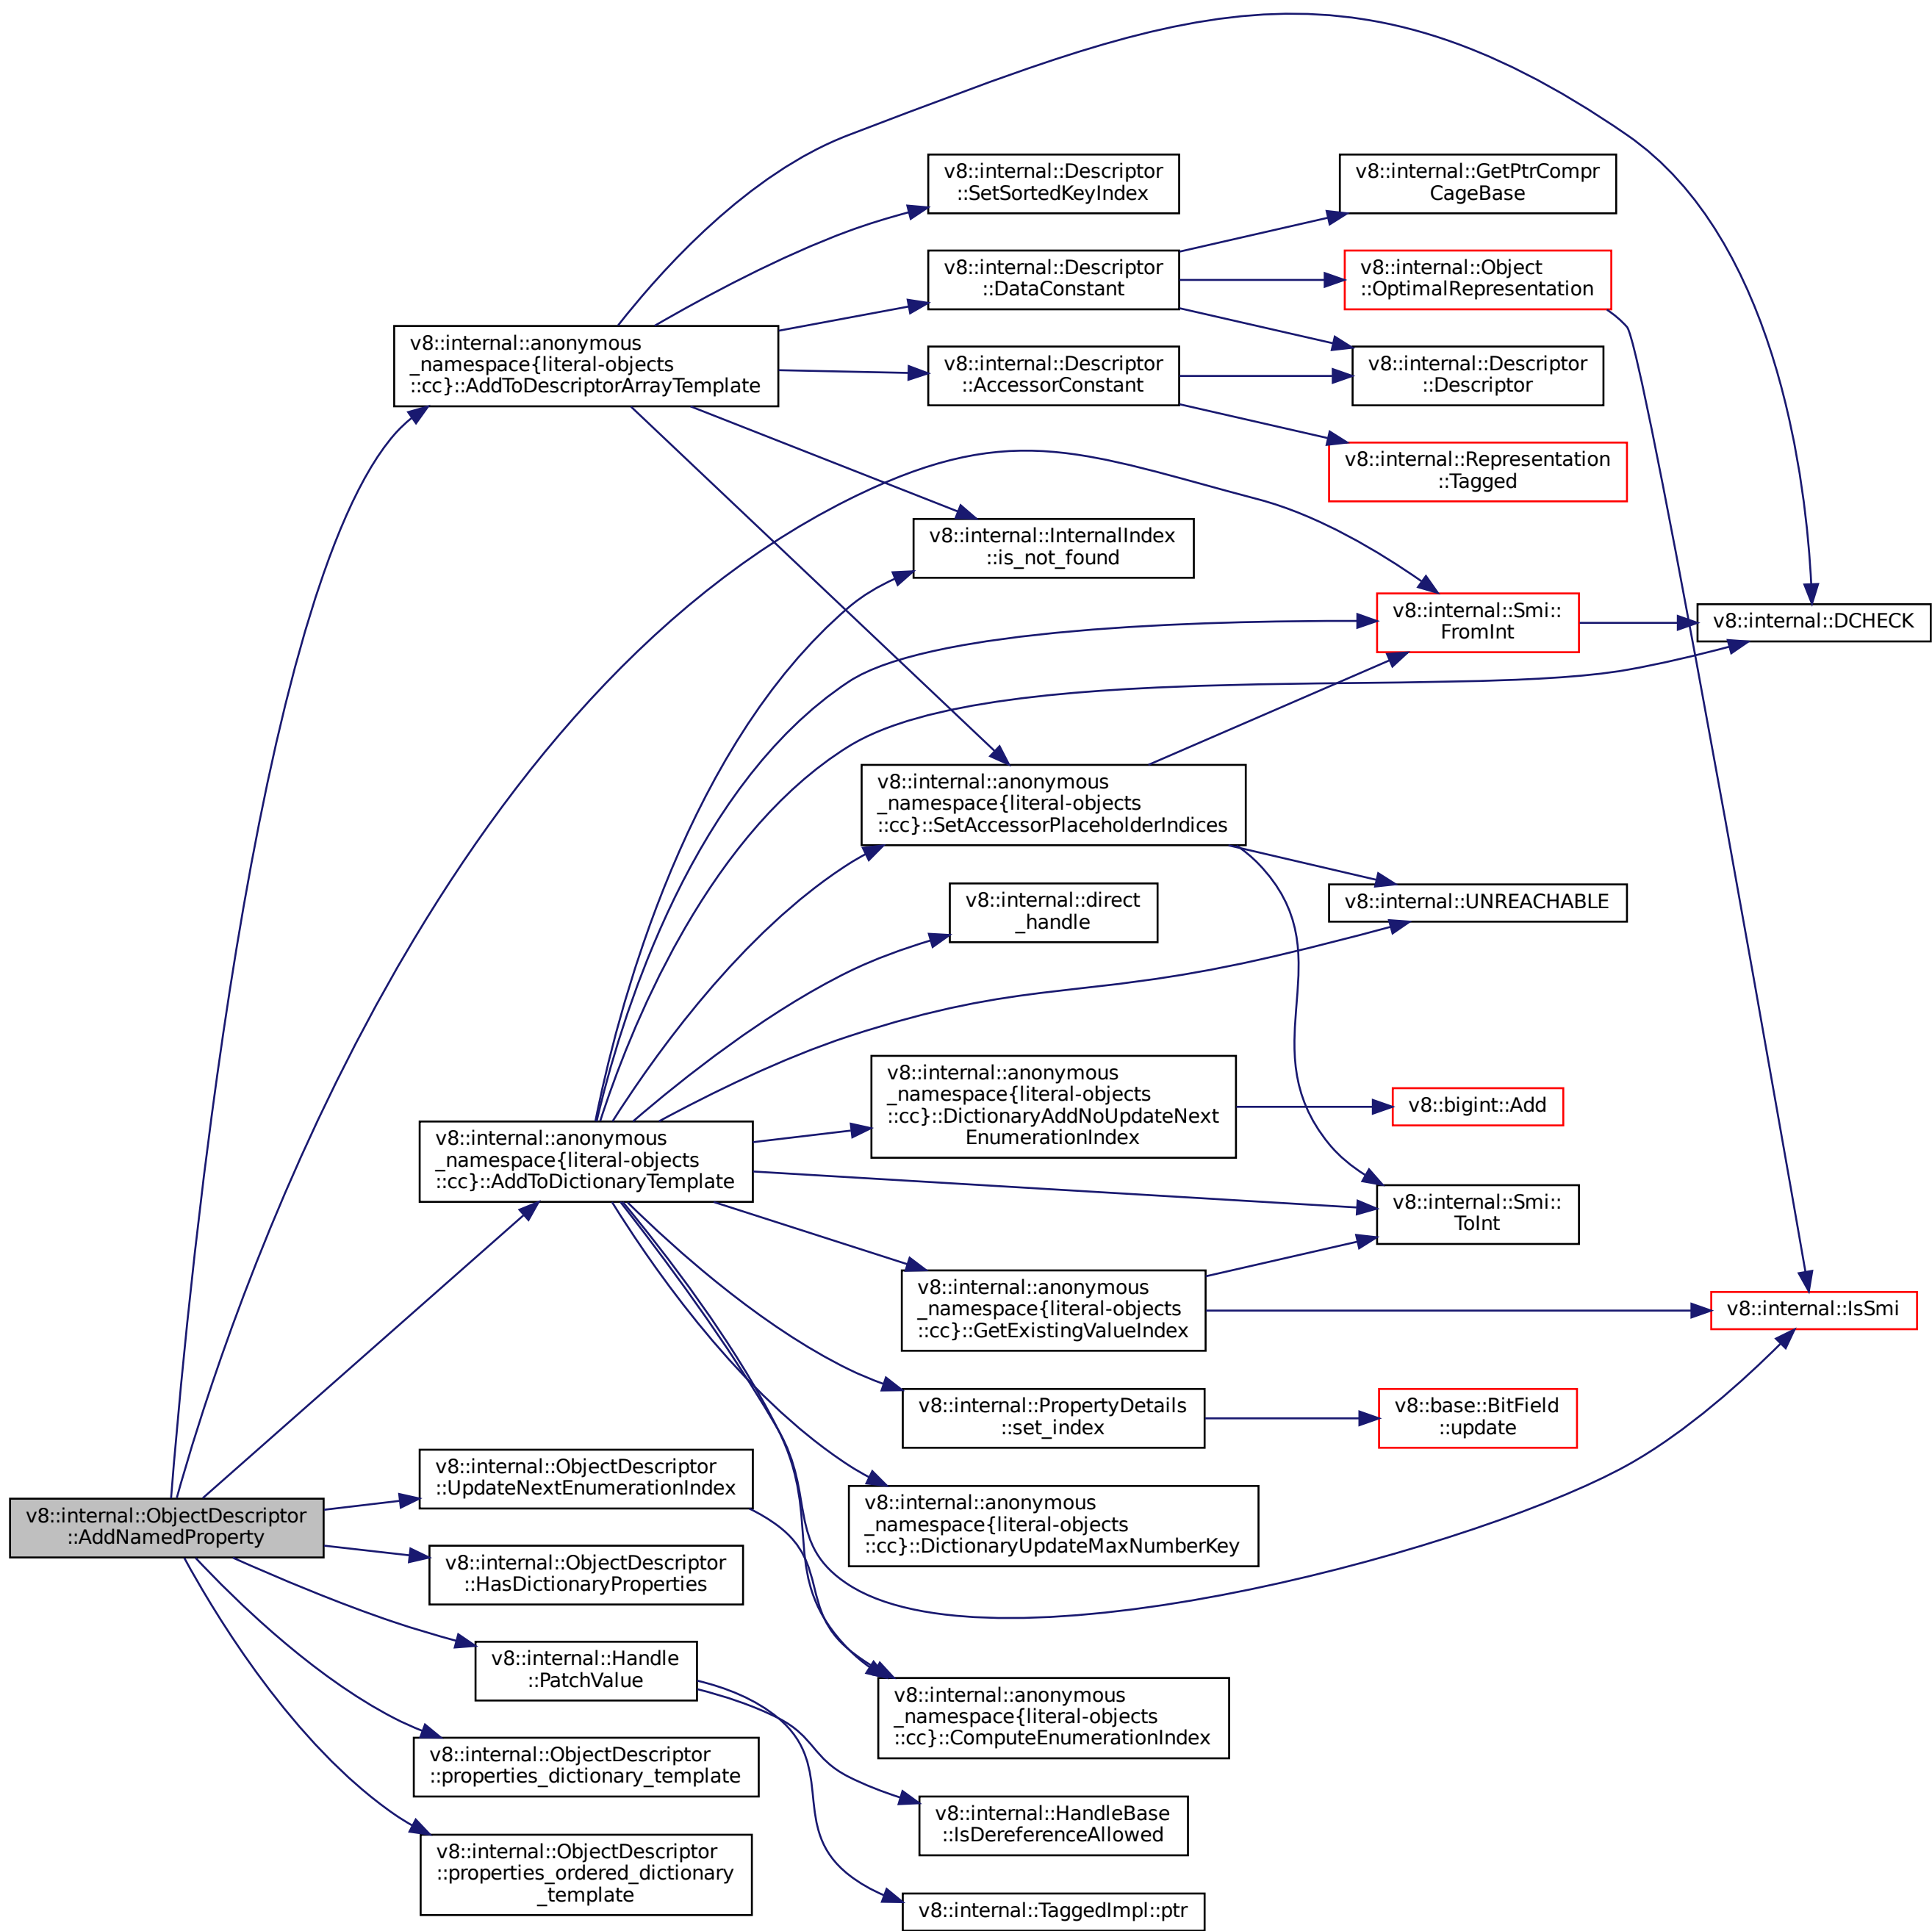 v8::internal::Descriptor
::SetSortedKeyIndex
v8::internal::GetPtrCompr
CageBase
v8::internal::Descriptor
::DataConstant
v8::internal::Object
::OptimalRepresentation
v8::internal::anonymous
_namespace{literal-objects
::cc}::AddToDescriptorArrayTemplate
v8::internal::Descriptor
::AccessorConstant
v8::internal::Descriptor
::Descriptor
v8::internal::Representation
::Tagged
v8::internal::InternalIndex
::is_not_found
v8::internal::Smi::
FromInt
v8::internal::DCHECK
v8::internal::anonymous
_namespace{literal-objects
::cc}::SetAccessorPlaceholderIndices
v8::internal::direct
_handle
v8::internal::UNREACHABLE
v8::internal::anonymous
_namespace{literal-objects
::cc}::DictionaryAddNoUpdateNext
EnumerationIndex
v8::bigint::Add
v8::internal::anonymous
_namespace{literal-objects
::cc}::AddToDictionaryTemplate
v8::internal::Smi::
ToInt
v8::internal::anonymous
_namespace{literal-objects
::cc}::GetExistingValueIndex
v8::internal::IsSmi
v8::internal::PropertyDetails
::set_index
v8::base::BitField
::update
v8::internal::ObjectDescriptor
::UpdateNextEnumerationIndex
v8::internal::ObjectDescriptor
::AddNamedProperty
v8::internal::anonymous
_namespace{literal-objects
::cc}::DictionaryUpdateMaxNumberKey
v8::internal::ObjectDescriptor
::HasDictionaryProperties
v8::internal::Handle
::PatchValue
v8::internal::anonymous
_namespace{literal-objects
::cc}::ComputeEnumerationIndex
v8::internal::ObjectDescriptor
::properties_dictionary_template
v8::internal::HandleBase
::IsDereferenceAllowed
v8::internal::ObjectDescriptor
::properties_ordered_dictionary
_template
v8::internal::TaggedImpl::ptr